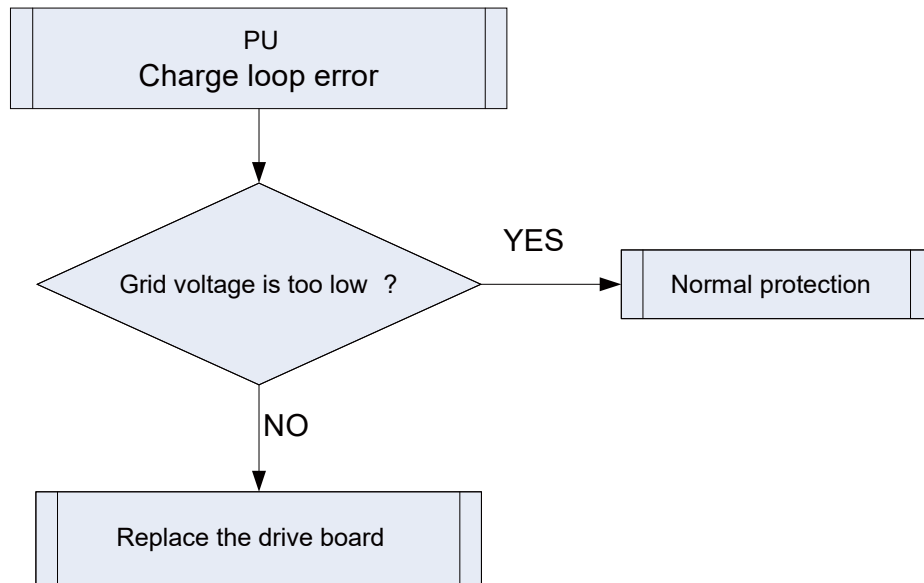 PU
Charge loop error
Grid voltage is too low ?
YES
Normal protection
NO
Replace the drive board